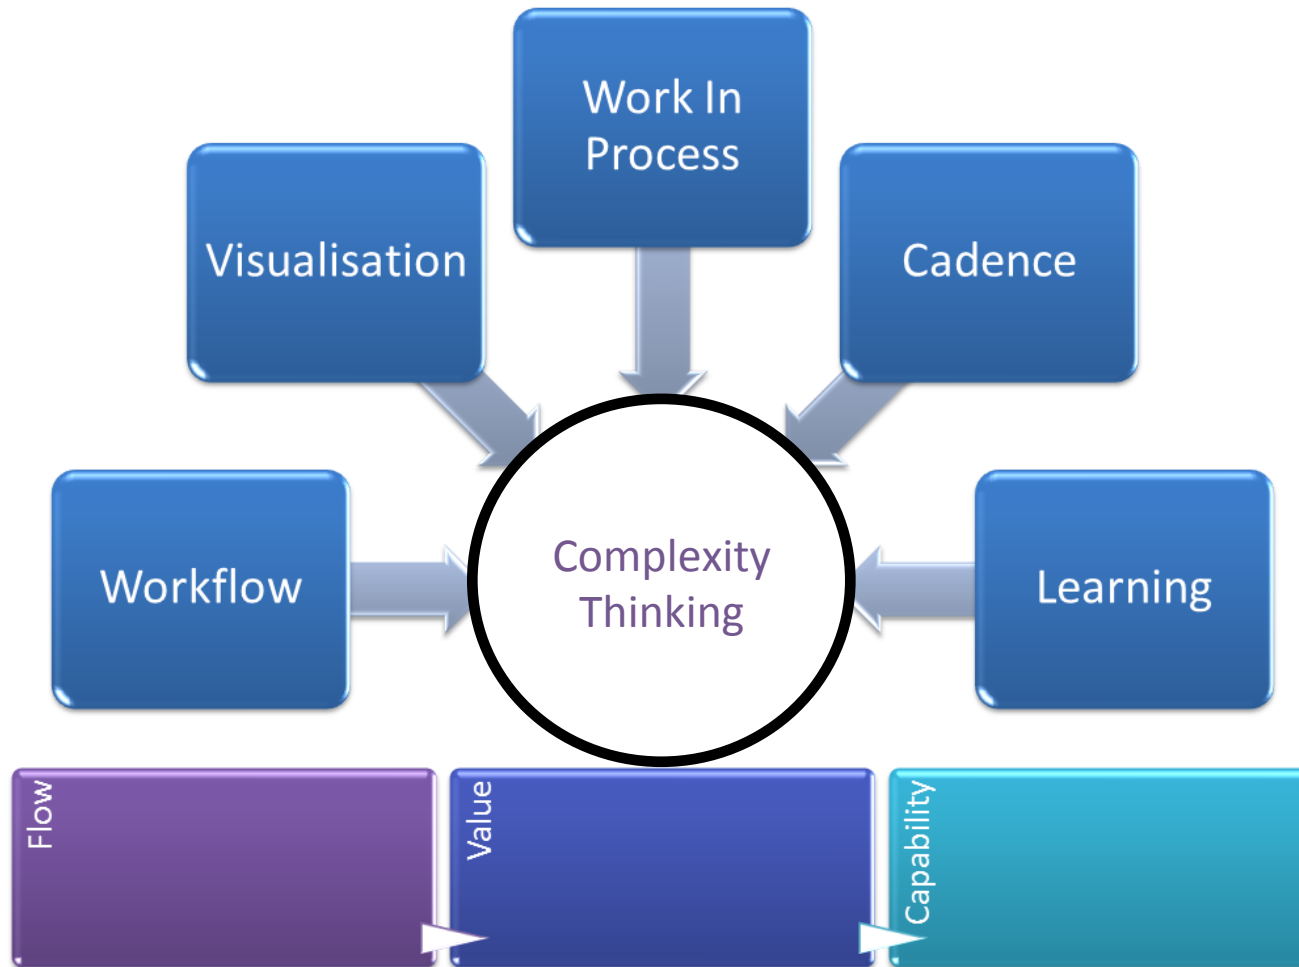 Work In
Process
Visualisation
Cadence
Workflow
Complexity
Thinking
Learning
Flow
Value
Capability